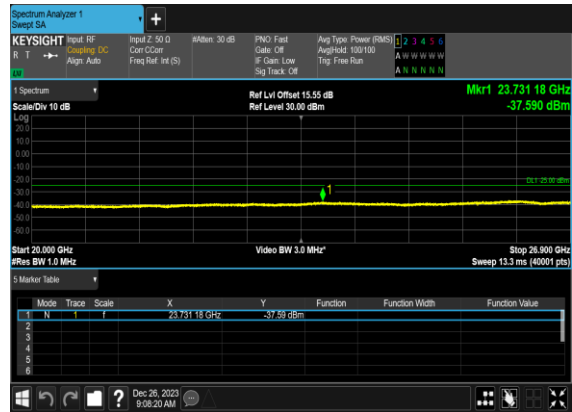 Spectrum Analyzer 1
Swept SA
+
KEYSIGHT Input: RF Input Z: 50 Ω #Atten: 30 dB PNO: Fast Avg Type: Power (RMS) 1 2 3 4 5 6
R T Coupling: DC Corr CCorr Gate: Off Avg|Hold: 100/100 A W W W W W
Align: Auto Freq Ref: Int (S) IF Gain: Low Trig: Free Run
Sig Track: Off A N N N N N
1 Spectrum Ref Lvl Offset 15.55 dB Mkr1 23.731 18 GHz
Scale/Div 10 dB Ref Level 30.00 dBm -37.590 dBm
Log
20.0
10.0
0.00
-10.0
-20.0
DL1 -25.00 dBm
1
-30.0
-40.0
-50.0
-60.0
Start 20.000 GHz Video BW 3.0 MHz* Stop 26.900 GHz
#Res BW 1.0 MHz Sweep 13.3 ms (40001 pts)
5 Marker Table
Mode Trace Scale X Y Function Function Width Function Value
1 N 1 f 23.731 18 GHz -37.59 dBm
2
3
4
5
6
? Dec 26, 2023
9:08:20 AM